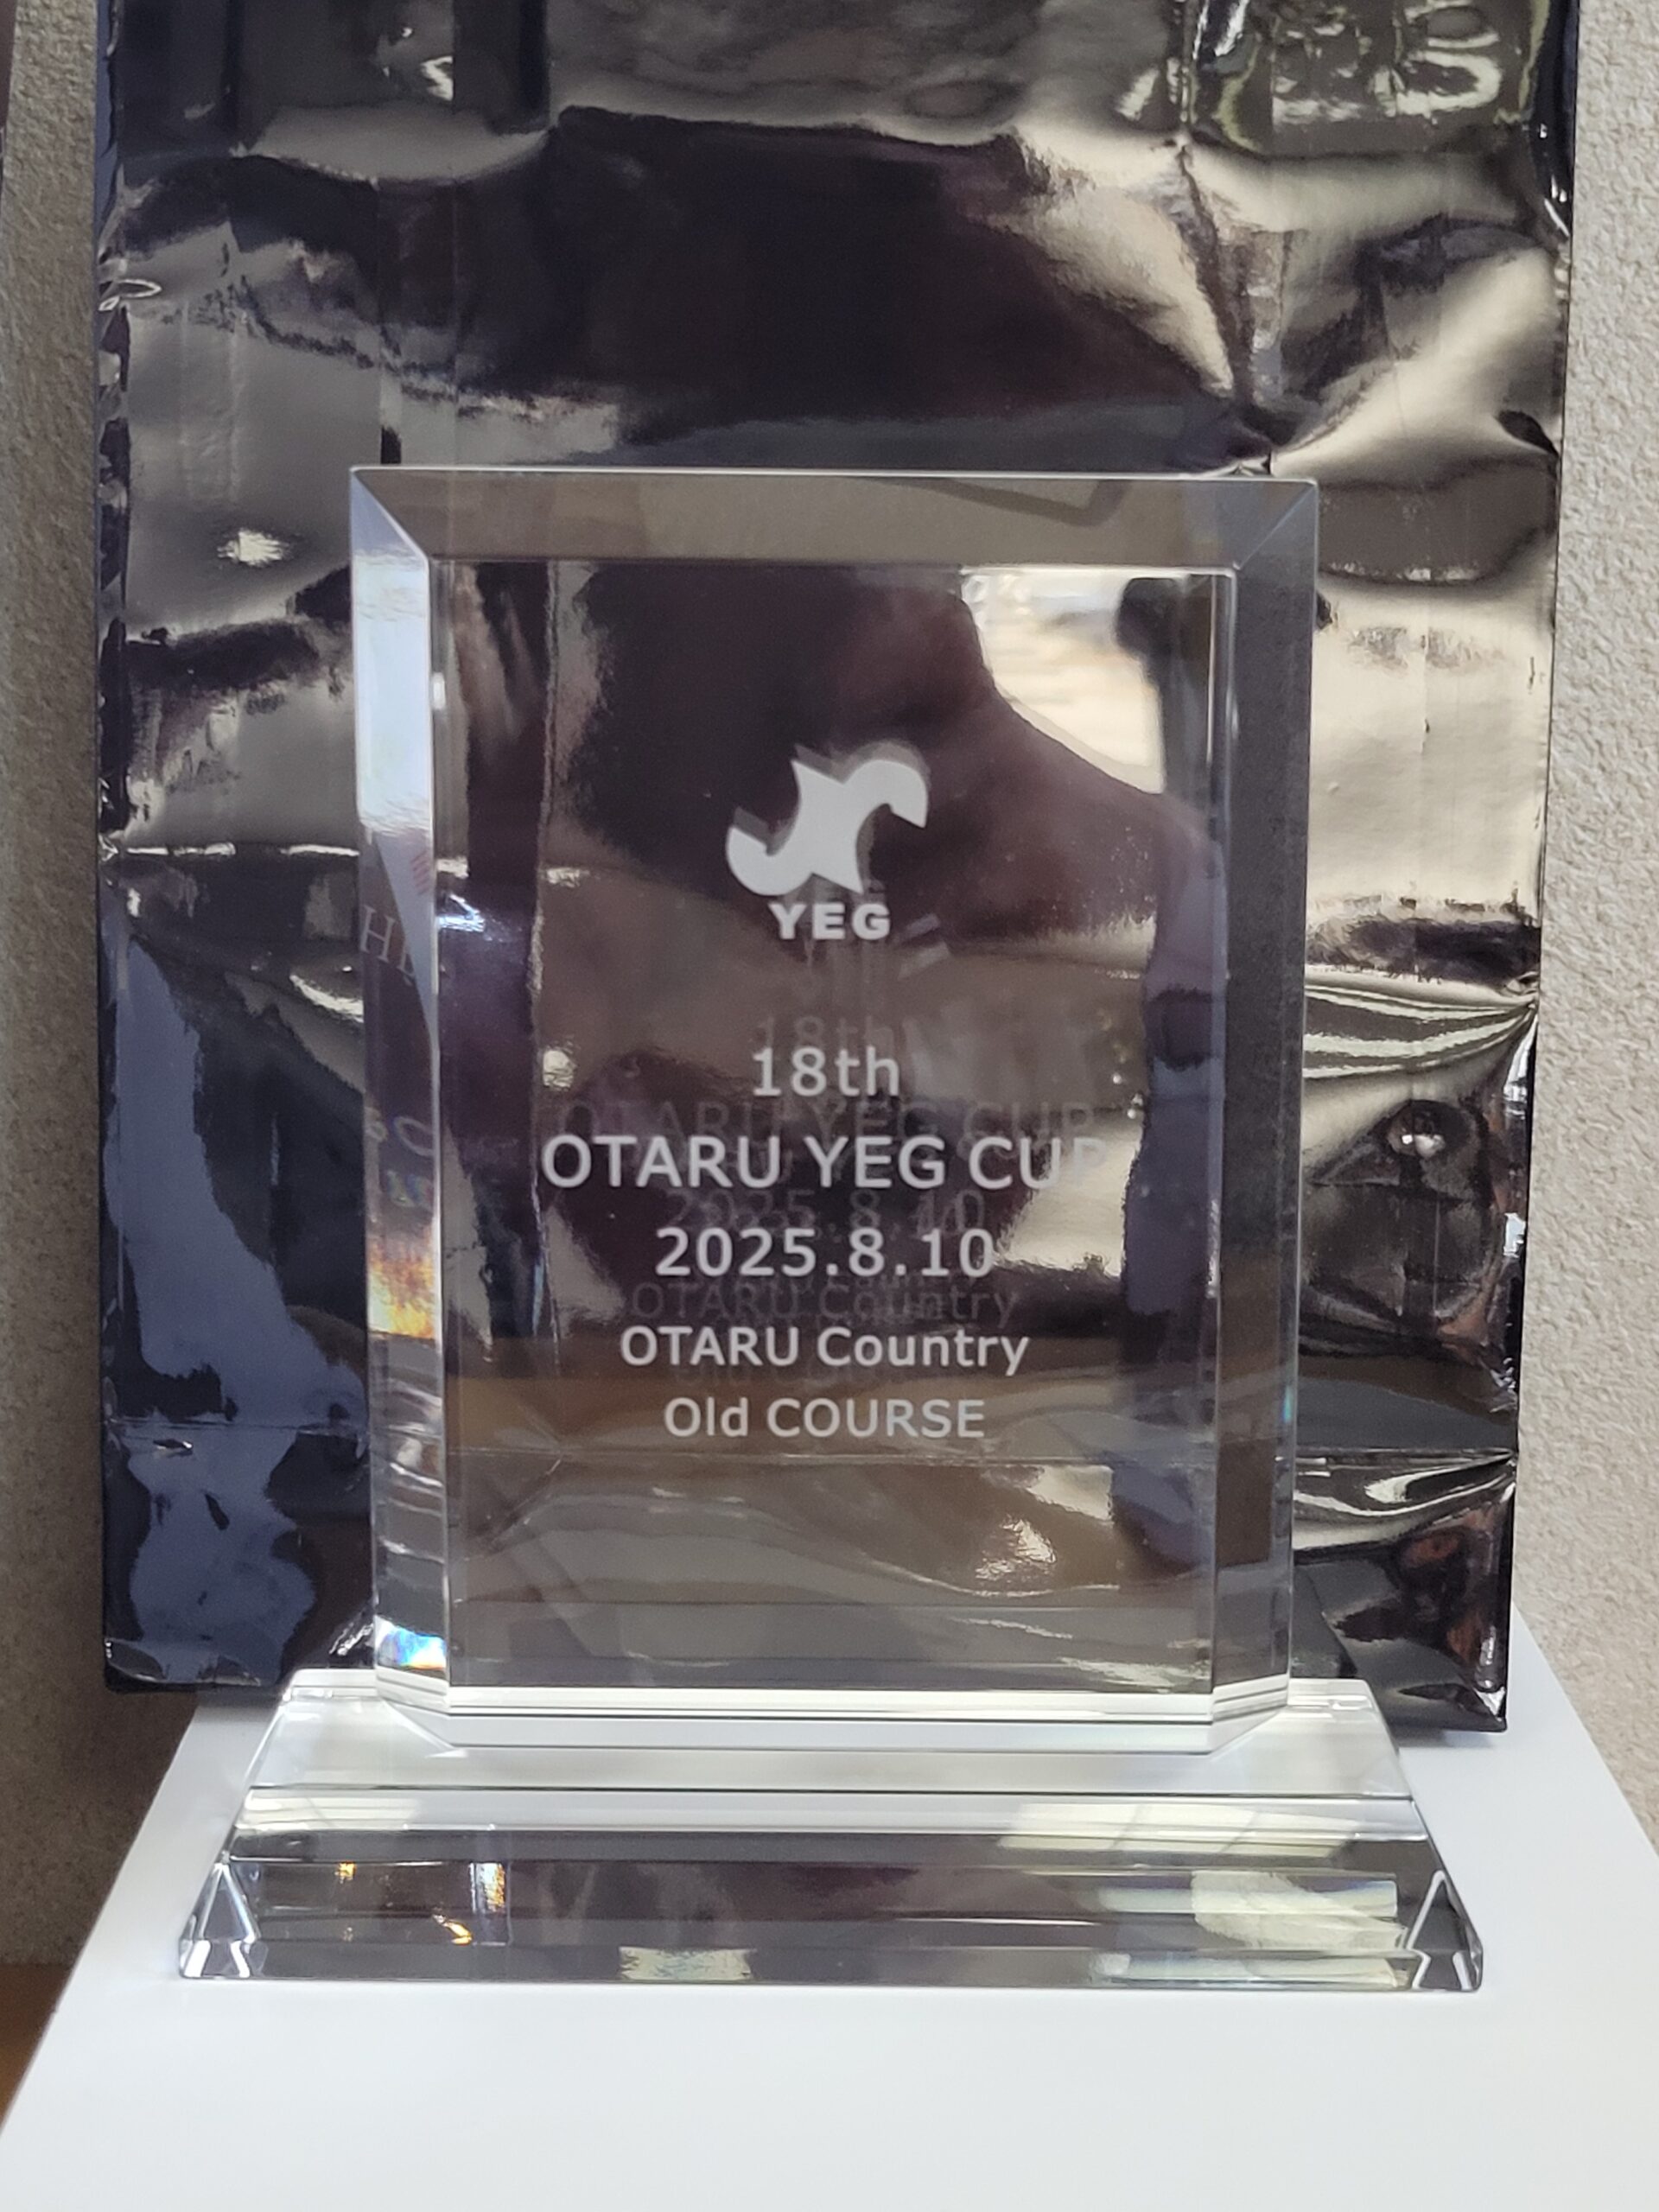 YEG
18th
OTARU YEG CUP
2025.8.10
OTARU Country
Old COURSE